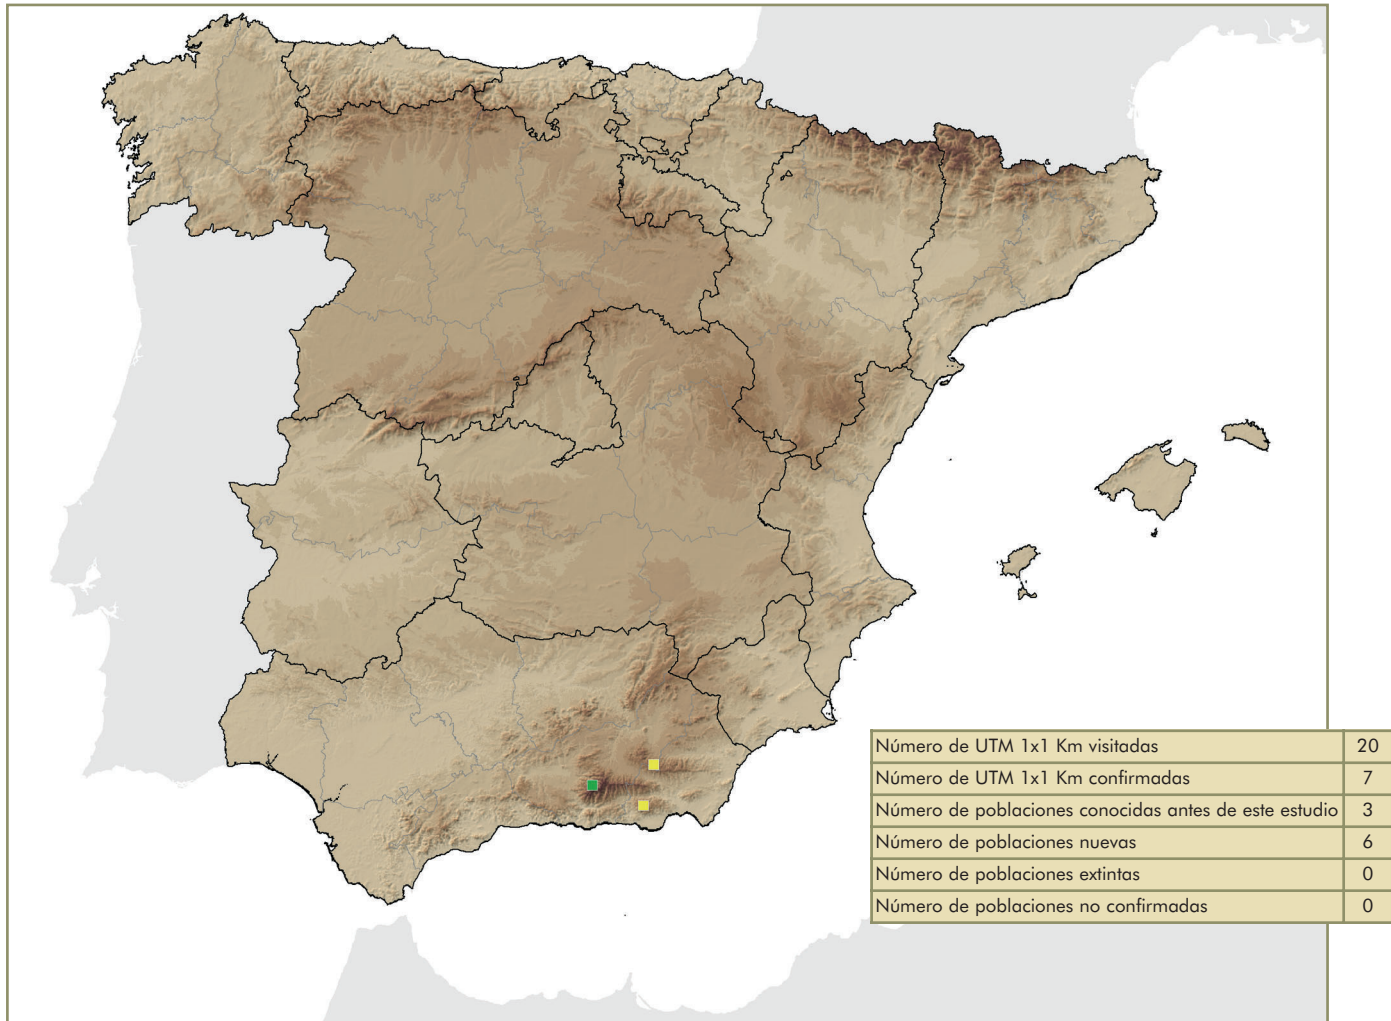 Número de UTM 1x1 Km visitadas 20
Número de UTM 1x1 Km confirmadas 7
Número de poblaciones conocidas antes de este estudio 3
Número de poblaciones nuevas 6
Número de poblaciones extintas 0
Número de poblaciones no confirmadas 0